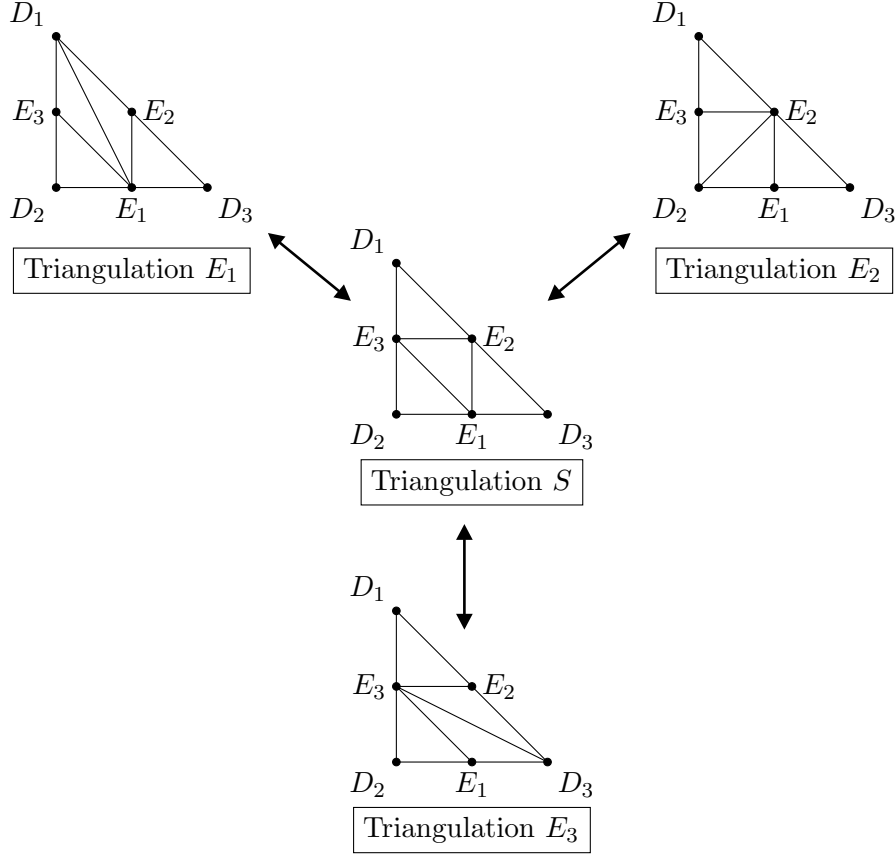 D₁
E₃ E₂
D₂ E₁ D₃
Triangulation E₁
D₁
E₃ E₂
D₂ E₁ D₃
Triangulation E₂
D₁
E₃ E₂
D₂ E₁ D₃
Triangulation S
D₁
E₃ E₂
D₂ E₁ D₃
Triangulation E₃